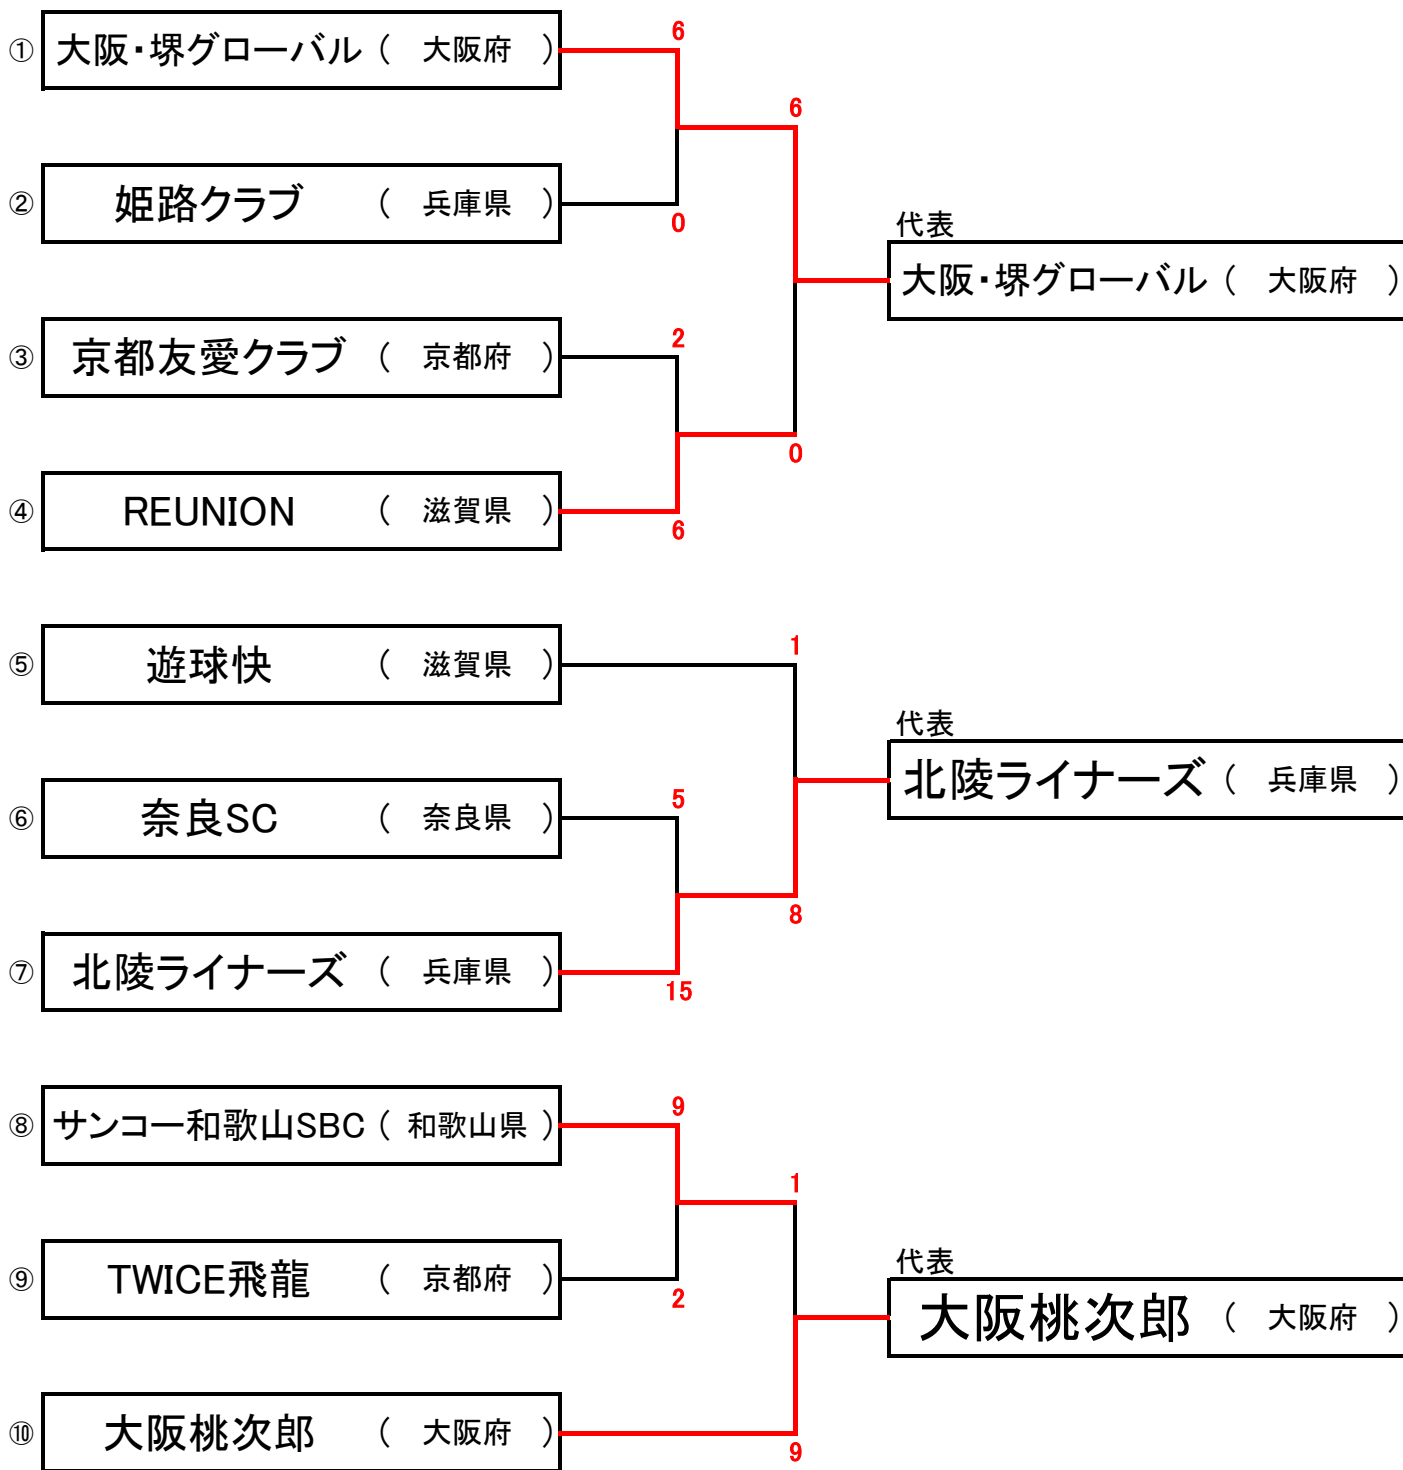 ① 大阪・堺グローバル（ 大阪府 ）
6
6
② 姫路クラブ （ 兵庫県 ）
0
代表
大阪・堺グローバル（ 大阪府 ）
③ 京都友愛クラブ （ 京都府 ）
2
0
④ REUNION （ 滋賀県 ）
6
⑤ 遊球快 （ 滋賀県 ）
1
代表
北陵ライナーズ（ 兵庫県 ）
⑥ 奈良SC （ 奈良県 ）
5
8
⑦ 北陵ライナーズ （ 兵庫県 ）
15
⑧ サンコー和歌山SBC（ 和歌山県 ）
9
1
⑨ TWICE飛龍 （ 京都府 ）
2
代表
大阪桃次郎 （ 大阪府 ）
⑩ 大阪桃次郎 （ 大阪府 ）
9